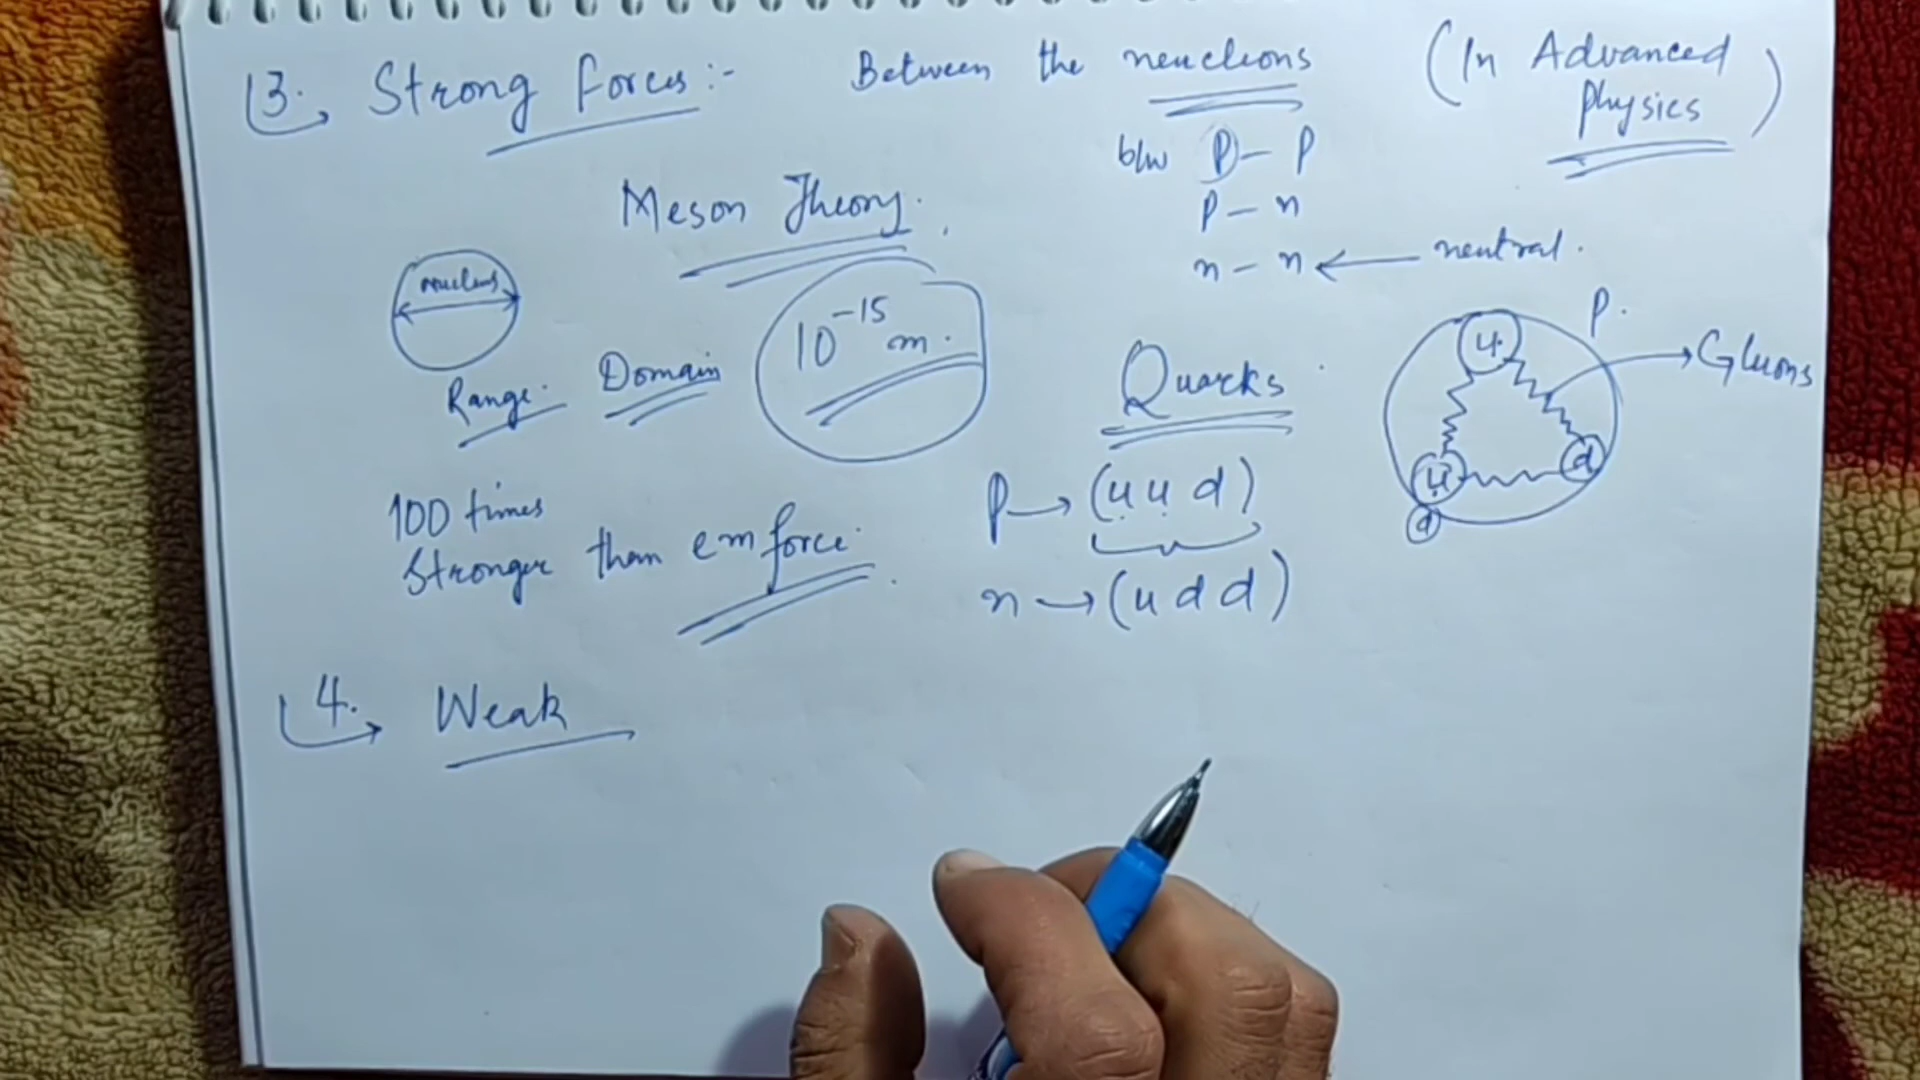 3. Strong forces :- Between the neucleons (In Advanced
physics)
b/w P - P
P - n
n - n ← neutral.
Meson Theory.
nucleus
Range. Domain 10⁻¹⁵ m.
100 times
Stronger than em force.
Quarks
P → (u u d)
n → (u d d)
P.
u
Gluons
u
d
d
4. Weak